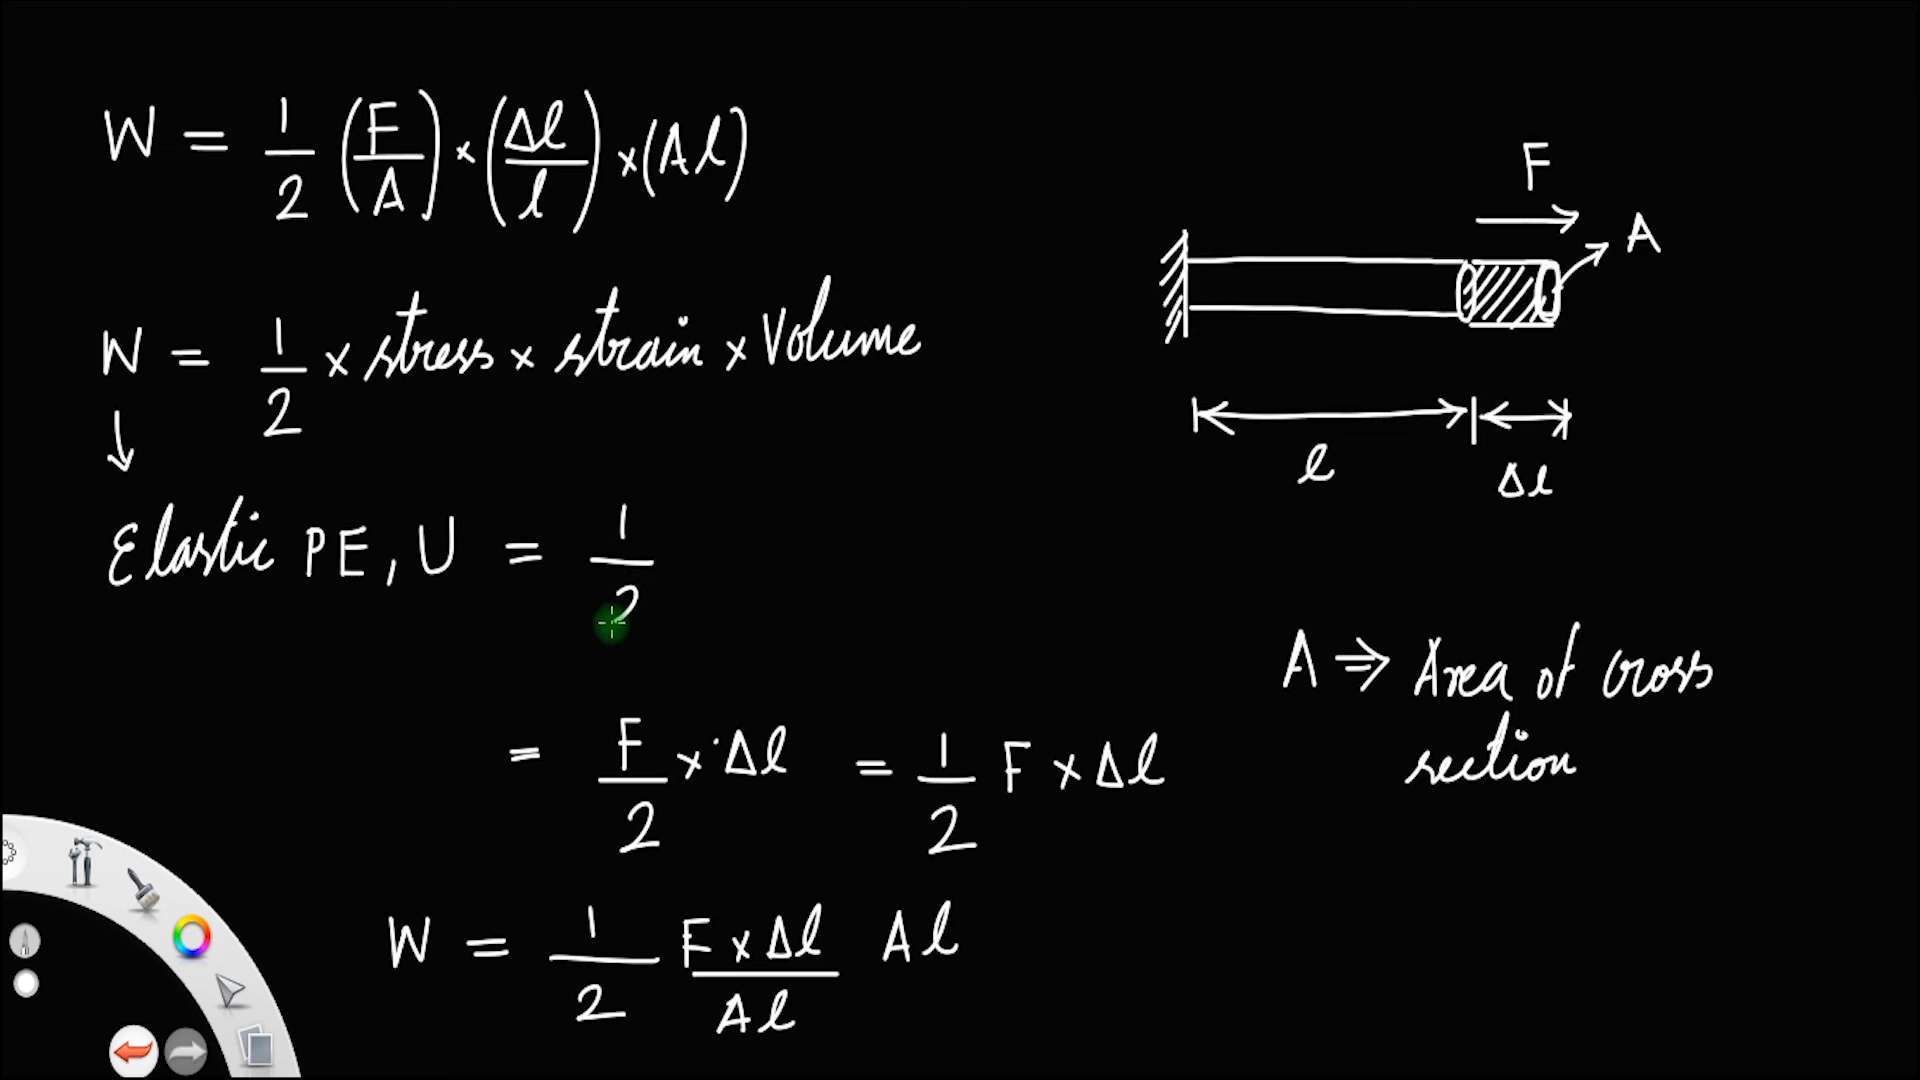 W = 1/2 (F/A) × (Δl/l) × (Al)
W = 1/2 × stress × strain × Volume
↓
Elastic PE, U = 1/2
= F/2 × Δl = 1/2 F × Δl
W = 1/2 F × Δl/Al Al
F
A
l
Δl
A ⇒ Area of cross
section